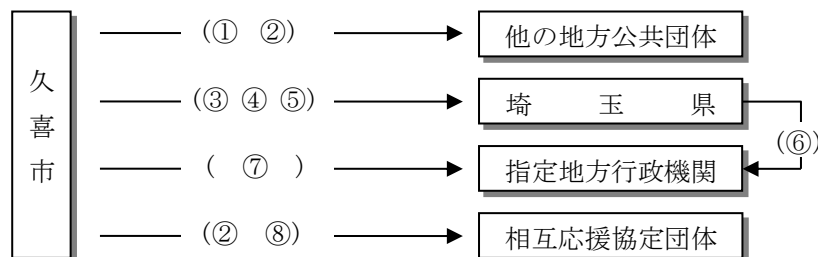 久喜市
(① ②)
他の地方公共団体
(③ ④ ⑤)
埼 玉 県
(⑥)
( ⑦ )
指定地方行政機関
(② ⑧)
相互応援協定団体